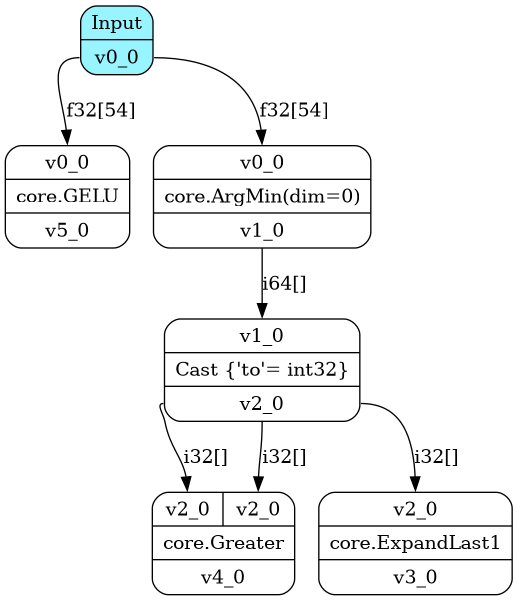 Input
v0_0
f32[54]
f32[54]
v0_0
core.GELU
v5_0
v0_0
core.ArgMin(dim=0)
v1_0
i64[]
v1_0
Cast {'to'= int32}
v2_0
i32[]
i32[]
i32[]
v2_0
v2_0
core.Greater
v4_0
v2_0
core.ExpandLast1
v3_0